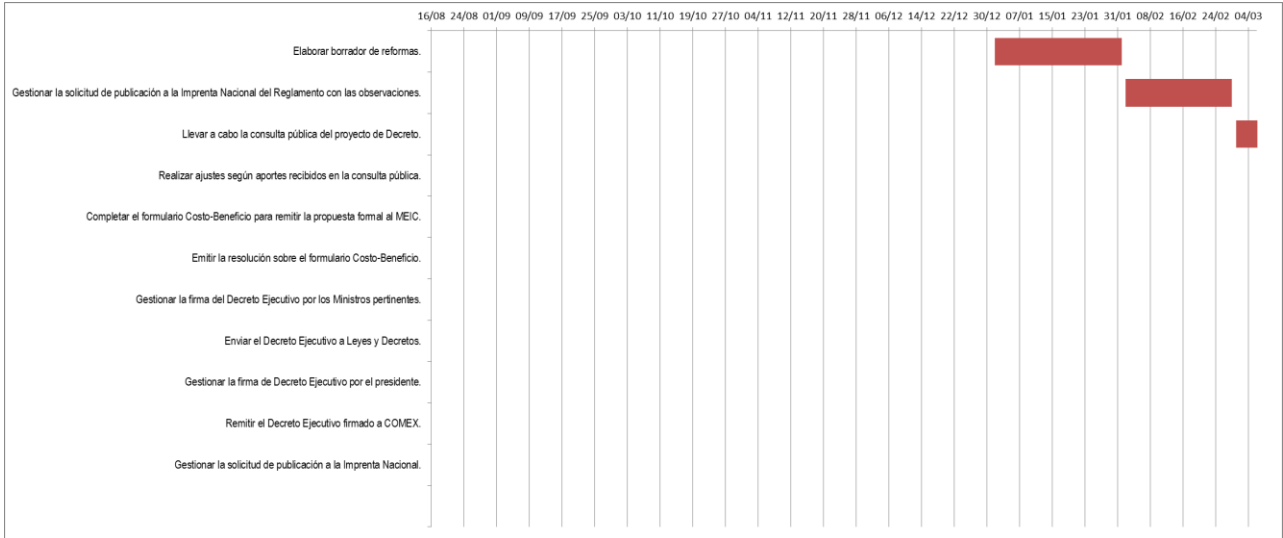 16/08 24/08 01/09 09/09 17/09 25/09 03/10 11/10 19/10 27/10 04/11 12/11 20/11 28/11 06/12 14/12 22/12 30/12 07/01 15/01 23/01 31/01 08/02 16/02 24/02 04/03
Elaborar borrador de reformas.
Gestionar la solicitud de publicación a la Imprenta Nacional del Reglamento con las observaciones.
Llevar a cabo la consulta pública del proyecto de Decreto.
Realizar ajustes según aportes recibidos en la consulta pública.
Completar el formulario Costo-Beneficio para remitir la propuesta formal al MEIC.
Emitir la resolución sobre el formulario Costo-Beneficio.
Gestionar la firma del Decreto Ejecutivo por los Ministros pertinentes.
Enviar el Decreto Ejecutivo a Leyes y Decretos.
Gestionar la firma de Decreto Ejecutivo por el presidente.
Remitir el Decreto Ejecutivo firmado a COMEX.
Gestionar la solicitud de publicación a la Imprenta Nacional.